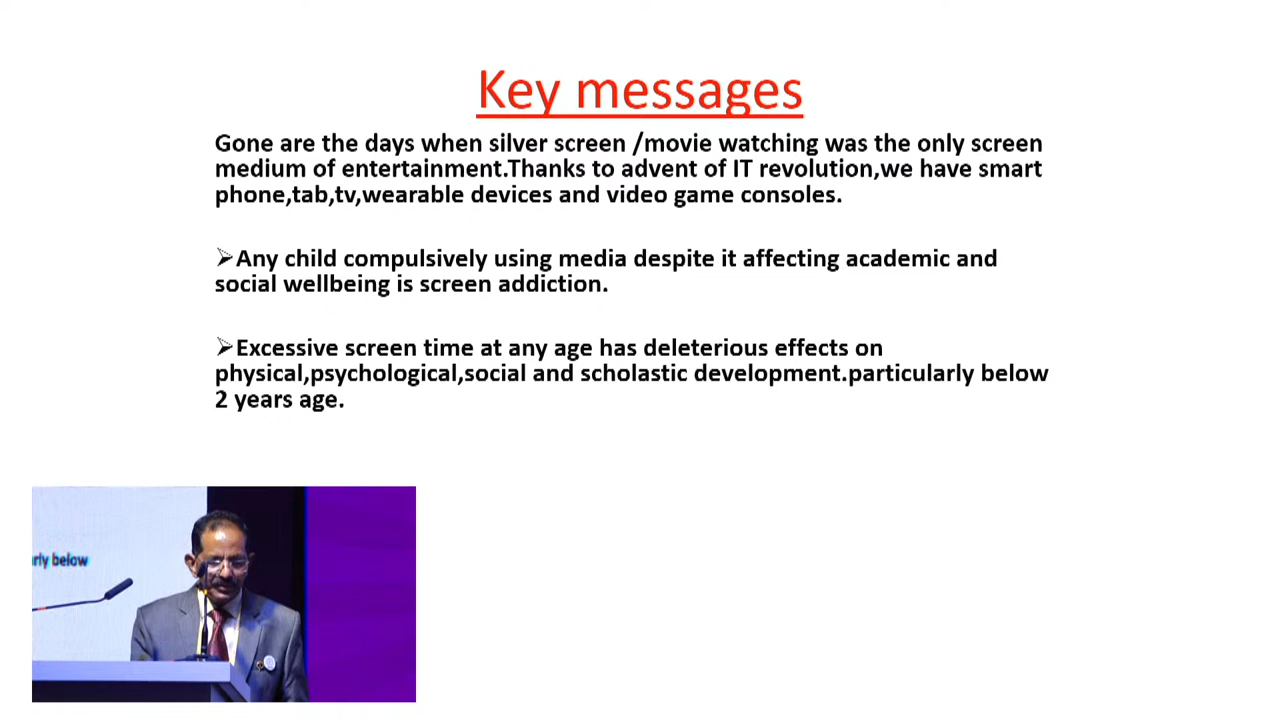 Key messages
Gone are the days when silver screen /movie watching was the only screen
medium of entertainment.Thanks to advent of IT revolution,we have smart
phone,tab,tv,wearable devices and video game consoles.
➢Any child compulsively using media despite it affecting academic and
social wellbeing is screen addiction.
➢Excessive screen time at any age has deleterious effects on
physical,psychological,social and scholastic development.particularly below
2 years age.
below